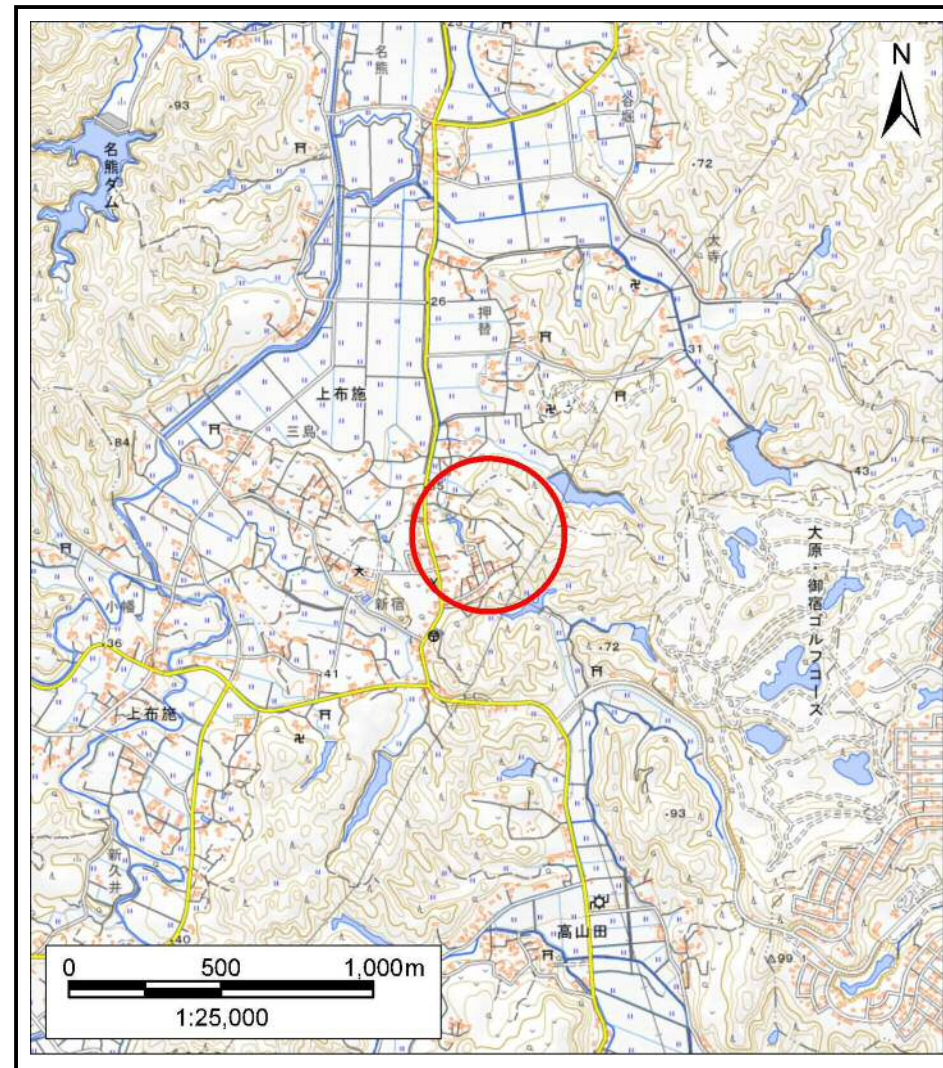 23
名熊
N
93
谷堀
名熊ダム
72
大寺
26
押替
31
上布施
三島
84
43
大原・御宿ゴルフコース
新宿
小幡
36
72
41
上布施
93
新久井
高山田
40
99.1
0 500 1,000m
1:25,000